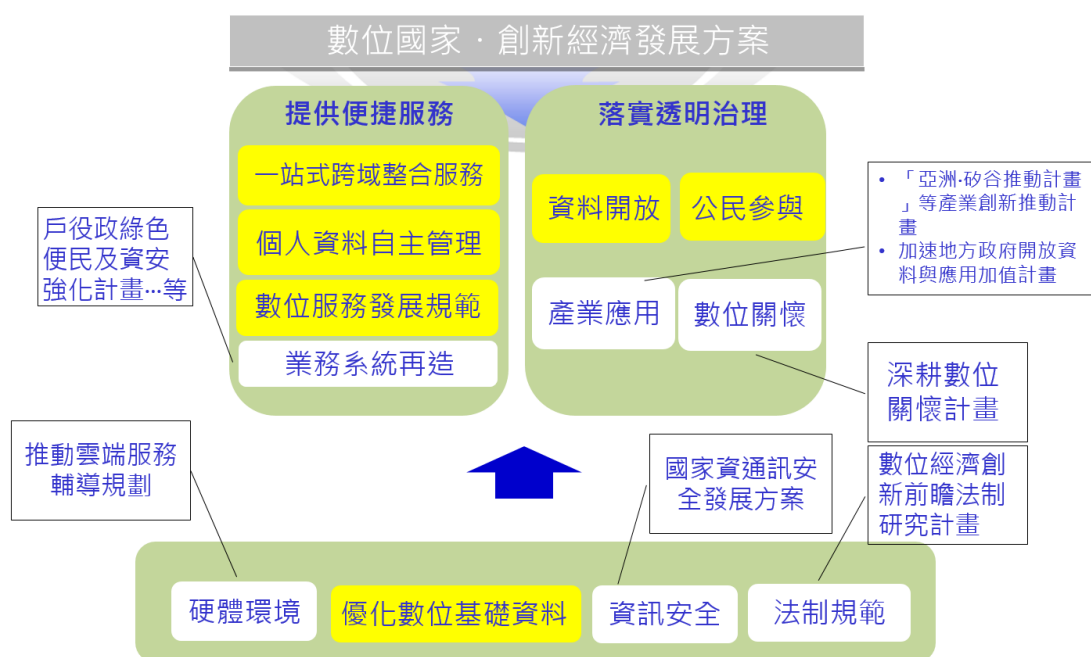 數位國家．創新經濟發展方案
提供便捷服務
一站式跨域整合服務
個人資料自主管理
數位服務發展規範
業務系統再造
落實透明治理
資料開放
公民參與
產業應用
數位關懷
戶役政綠色
便民及資安
強化計畫…等
• 「亞洲‧矽谷推動計畫
」等產業創新推動計
畫
• 加速地方政府開放資
料與應用加值計畫
深耕數位
關懷計畫
推動雲端服務
輔導規劃
國家資通訊安
全發展方案
數位經濟創
新前瞻法制
研究計畫
硬體環境
優化數位基礎資料
資訊安全
法制規範